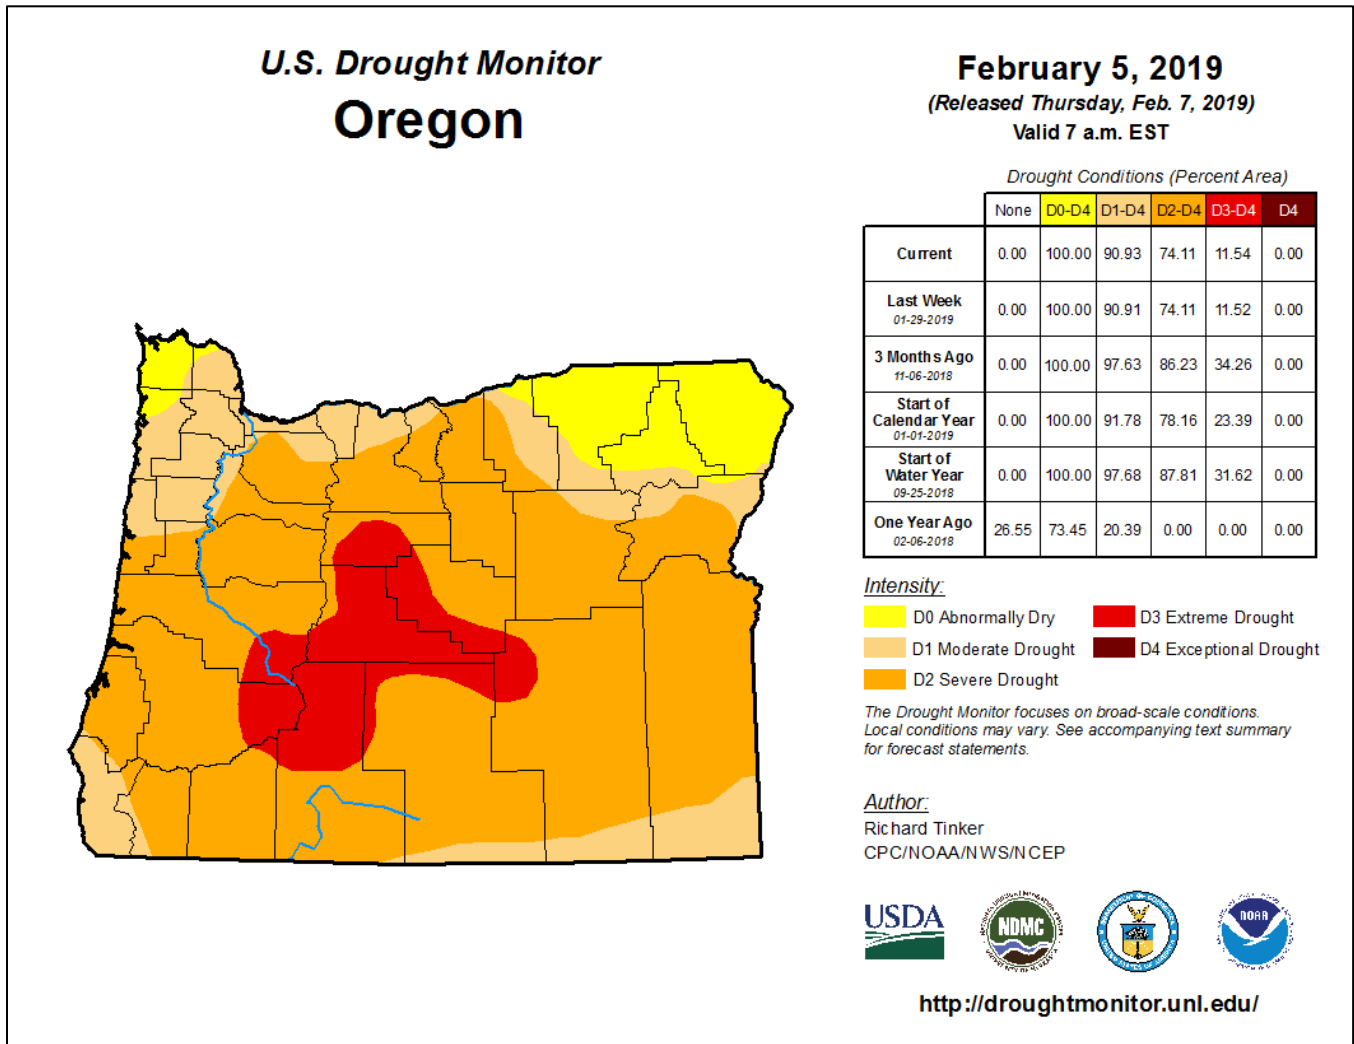 U.S. Drought Monitor
Oregon
February 5, 2019
(Released Thursday, Feb. 7, 2019)
Valid 7 a.m. EST
Drought Conditions (Percent Area)
None D0-D4 D1-D4 D2-D4 D3-D4 D4
Current 0.00 100.00 90.93 74.11 11.54 0.00
Last Week
01-29-2019 0.00 100.00 90.91 74.11 11.52 0.00
3 Months Ago
11-06-2018 0.00 100.00 97.63 86.23 34.26 0.00
Start of
Calendar Year
01-01-2019 0.00 100.00 91.78 78.16 23.39 0.00
Start of
Water Year
09-25-2018 0.00 100.00 97.68 87.81 31.62 0.00
One Year Ago
02-06-2018 26.55 73.45 20.39 0.00 0.00 0.00
Intensity:
D0 Abnormally Dry
D3 Extreme Drought
D1 Moderate Drought
D4 Exceptional Drought
D2 Severe Drought
The Drought Monitor focuses on broad-scale conditions.
Local conditions may vary. See accompanying text summary
for forecast statements.
Author:
Richard Tinker
CPC/NOAA/NWS/NCEP
USDA
NDMC
NOAA
http://droughtmonitor.unl.edu/